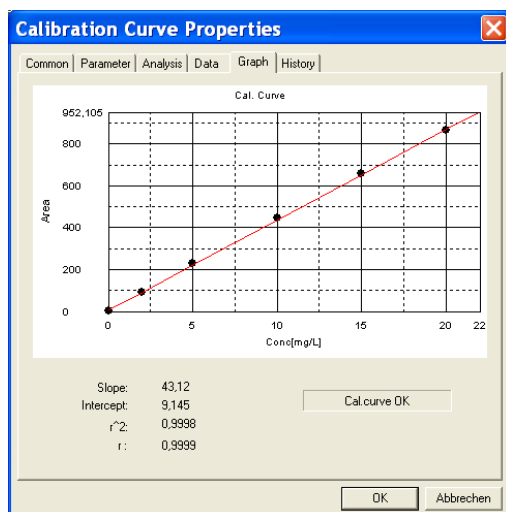 Calibration Curve Properties
Common Parameter Analysis Data Graph History
Cal. Curve
952,105
800
600
400
200
0
Area
0 5 10 15 20 22
Conc[mg/L]
Slope: 43,12
Intercept: 9,145
r^2: 0,9998
r: 0,9999
Cal.curve OK
OK Abbrechen